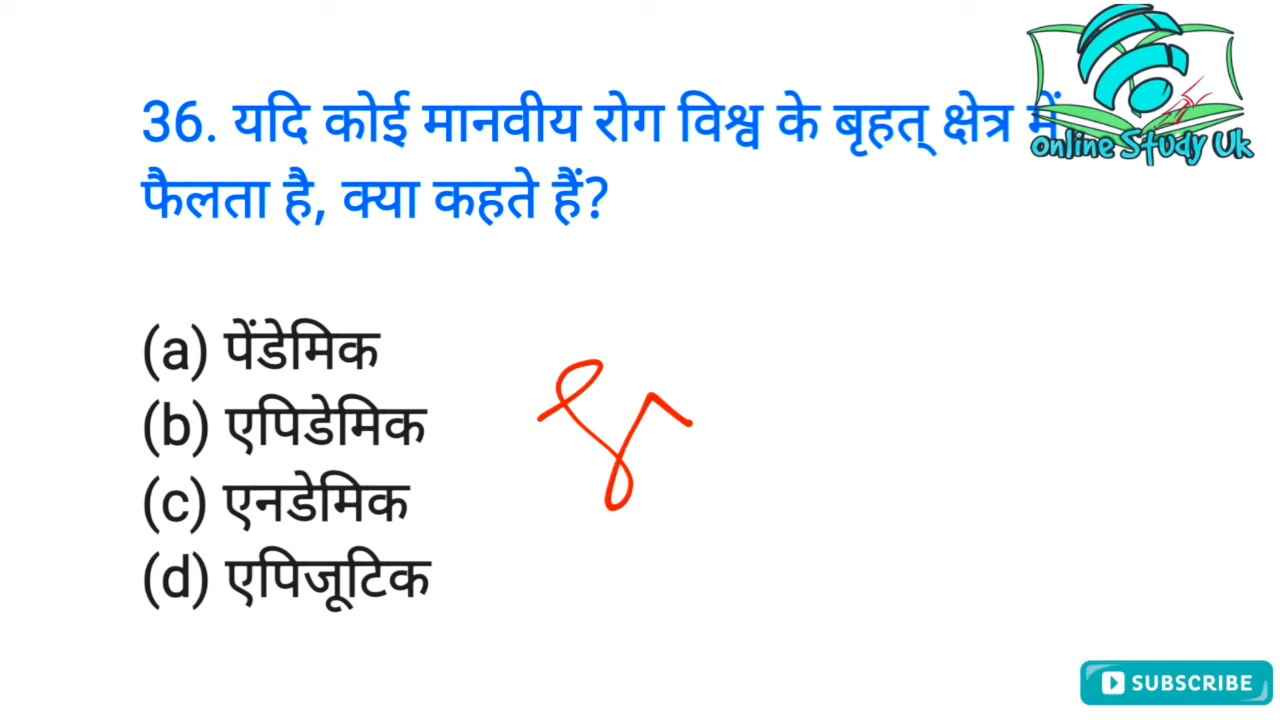 36. यदि कोई मानवीय रोग विश्व के बृहत् क्षेत्र में
फैलता है, क्या कहते हैं?
(a) पेंडेमिक
(b) एपिडेमिक
(c) एनडेमिक
(d) एपिजूटिक
Online Study Uk
SUBSCRIBE